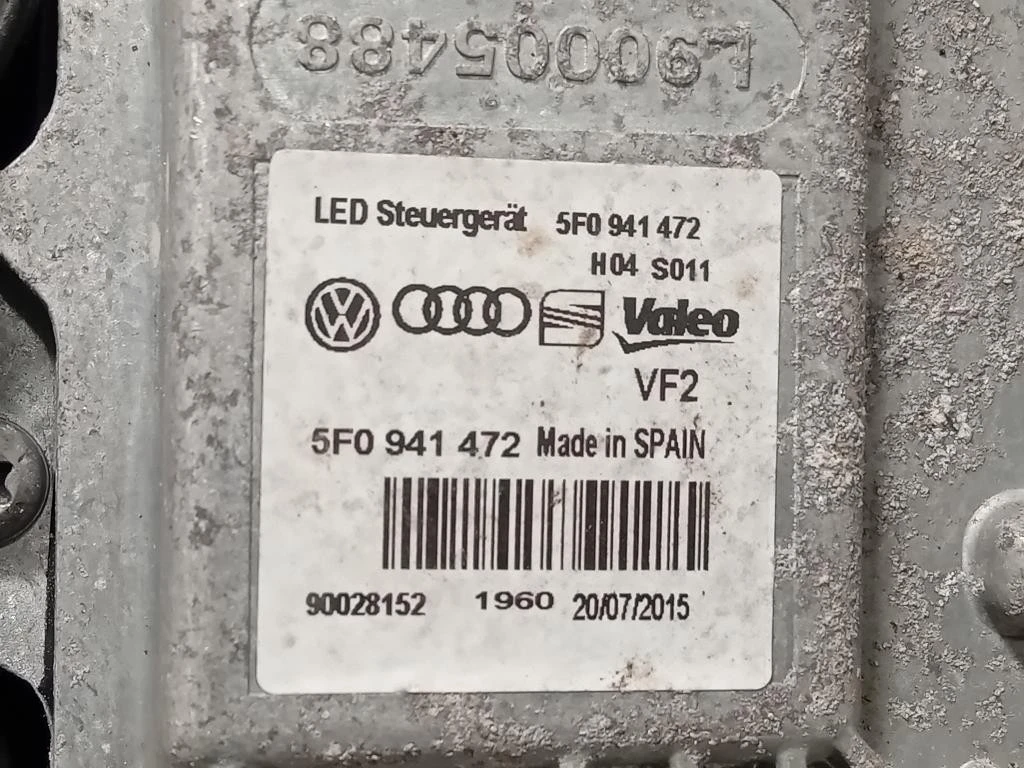 L90005488
LED Steuergerät 5F0 941 472
H04 S011
Valeo
VF2
5F0 941 472 Made in SPAIN
90028152 1960 20/07/2015